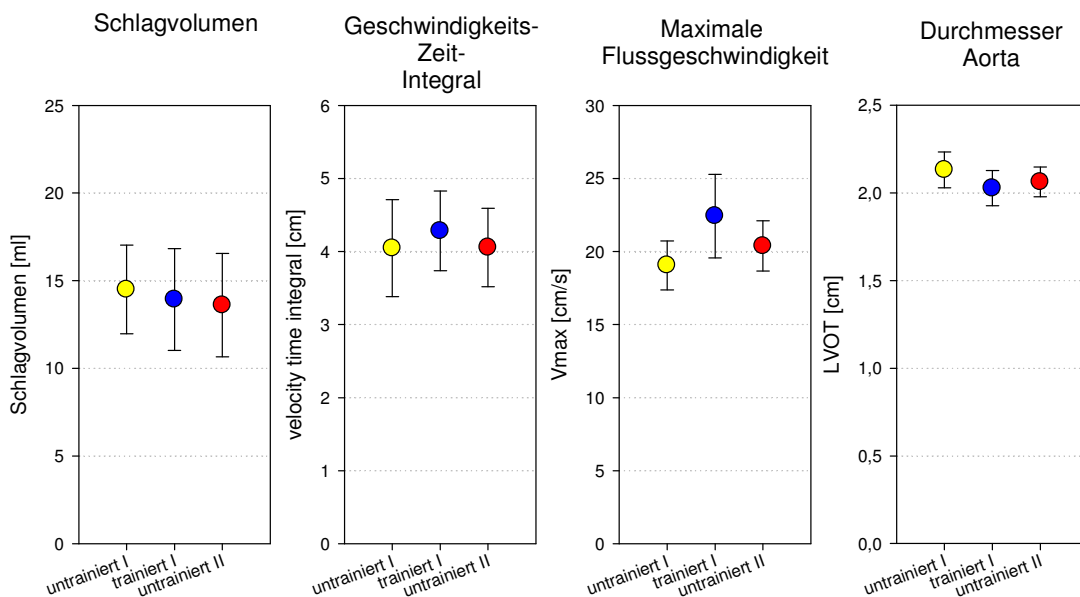 Schlagvolumen
Geschwindigkeits-
Zeit-
Integral
Maximale
Flussgeschwindigkeit
Durchmesser
Aorta
Schlagvolumen [ml]
25
20
15
10
5
0
untrainiert I
trainiert I
untrainiert II
velocity time integral [cm]
6
5
4
3
2
1
0
untrainiert I
trainiert I
untrainiert II
Vmax [cm/s]
30
25
20
15
10
5
0
untrainiert I
trainiert I
untrainiert II
LVOT [cm]
2,5
2,0
1,5
1,0
0,5
0,0
untrainiert I
trainiert I
untrainiert II